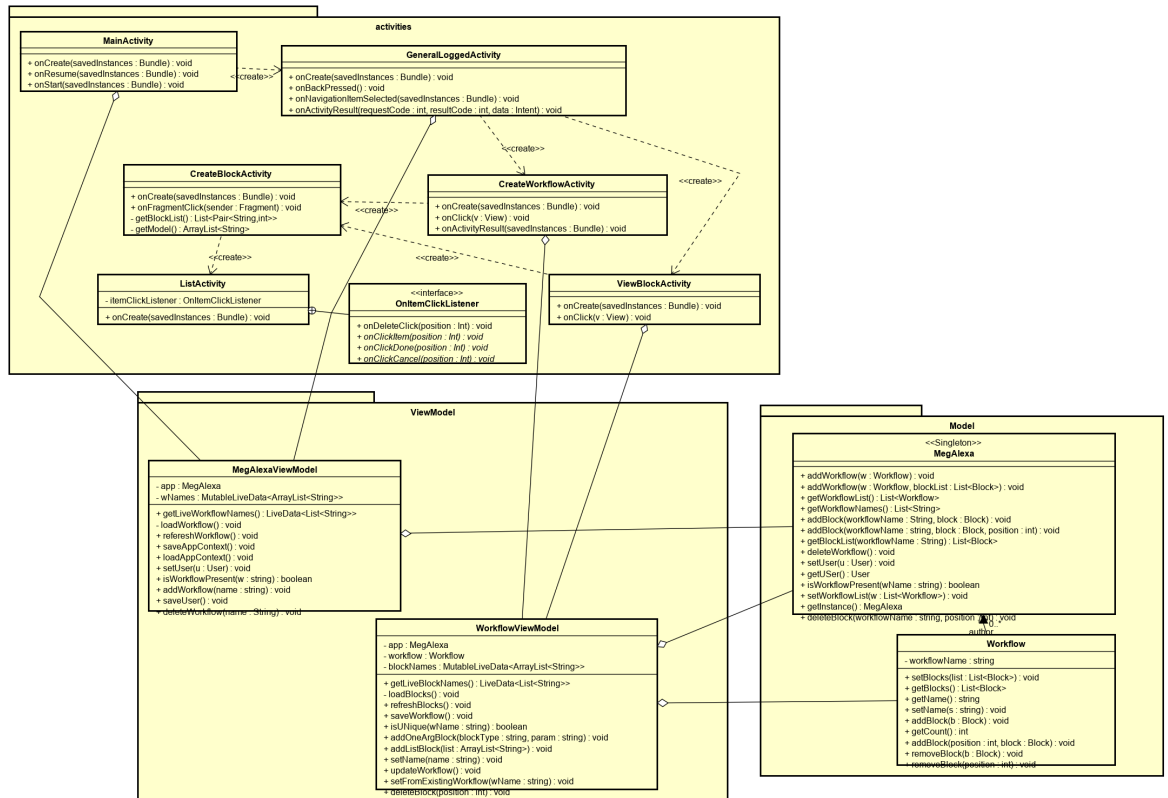 activities
MainActivity
+ onCreate(savedInstances : Bundle) : void
+ onResume(savedInstances : Bundle) : void
+ onStart(savedInstances : Bundle) : void
<<create>>
GeneralLoggedActivity
+ onCreate(savedInstances : Bundle) : void
+ onBackPressed() : void
+ onNavigationItemSelected(savedInstances : Bundle) : void
+ onActivityResult(requestCode : int, resultCode : int, data : Intent) : void
<<create>>
<<create>>
CreateBlockActivity
+ onCreate(savedInstances : Bundle) : void
+ onFragmentClick(sender : Fragment) : void
- getBlockList() : List<Pair<String,int>>
- getModel() : ArrayList<String>
<<create>>
CreateWorkflowActivity
+ onCreate(savedInstances : Bundle) : void
+ onClick(v : View) : void
+ onActivityResult(savedInstances : Bundle) : void
<<create>>
<<create>>
ListActivity
- itemClickListener : OnItemClickListener
+ onCreate(savedInstances : Bundle) : void
<<interface>>
OnItemClickListener
+ onDeleteClick(position : Int) : void
+ onClickItem(position : Int) : void
+ onClickDone(position : Int) : void
+ onClickCancel(position : Int) : void
ViewBlockActivity
+ onCreate(savedInstances : Bundle) : void
+ onClick(v : View) : void
ViewModel
MegAlexaViewModel
- app : MegAlexa
- wNames : MutableLiveData<ArrayList<String>>
+ getLiveWorkflowNames() : LiveData<List<String>>
- loadWorkflow() : void
+ refereshWorkflow() : void
+ saveAppContext() : void
+ loadAppContext() : void
+ setUser(u : User) : void
+ isWorkflowPresent(w : string) : boolean
+ addWorkflow(name : string) : void
+ saveUser() : void
+ deleteWorkflow(name : String) : void
WorkflowViewModel
- app : MegAlexa
- workflow : Workflow
- blockNames : MutableLiveData<ArrayList<String>>
+ getLiveBlockNames() : LiveData<List<String>>
- loadBlocks() : void
+ refreshBlocks() : void
+ saveWorkflow() : void
+ isUNique(wName : string) : boolean
+ addOneArgBlock(blockType : string, param : string) : void
+ addListBlock(list : ArrayList<String>) : void
+ setName(name : string) : void
+ updateWorkflow() : void
+ setFromExistingWorkflow(wName : string) : void
+ deleteBlock(position : int) : void
Model
<<Singleton>>
MegAlexa
+ addWorkflow(w : Workflow) : void
+ addWorkflow(w : Workflow, blockList : List<Block>) : void
+ getWorkflowList() : List<Workflow>
+ getWorkflowNames() : List<String>
+ addBlock(workflowName : String, block : Block) : void
+ addBlock(workflowName : string, block : Block, position : int) : void
+ getBlockList(workflowName : String) : List<Block>
+ deleteWorkflow() : void
+ setUser(u : User) : void
+ getUSer() : User
+ isWorkflowPresent(wName : string) : boolean
+ setWorkflowList(w : List<Workflow>) : void
+ getInstance() : MegAlexa
+ deleteBlock(workflowName : string, position : int) : void
0..*
author
Workflow
- workflowName : string
+ setBlocks(list : List<Block>) : void
+ getBlocks() : List<Block>
+ getName() : string
+ setName(s : string) : void
+ addBlock(b : Block) : void
+ getCount() : int
+ addBlock(position : int, block : Block) : void
+ removeBlock(b : Block) : void
+ removeBlock(position : int) : void